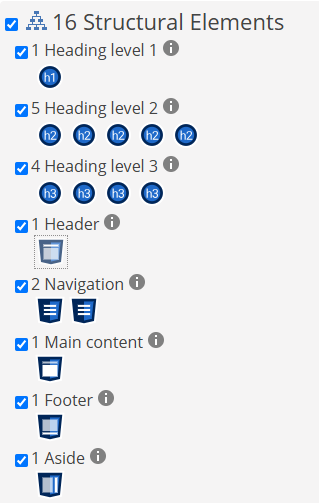 16 Structural Elements
1 Heading level 1
h1
5 Heading level 2
h2 h2 h2 h2 h2
4 Heading level 3
h3 h3 h3 h3
1 Header
2 Navigation
1 Main content
1 Footer
1 Aside